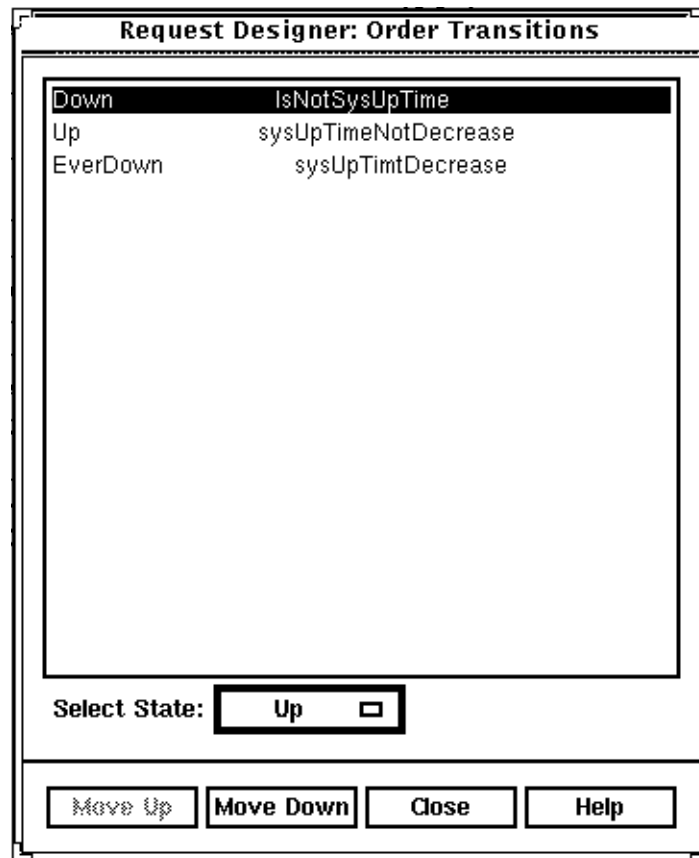 Request Designer: Order Transitions
Down IsNotSysUpTime
Up sysUpTimeNotDecrease
EverDown sysUpTimtDecrease
Select State: Up
Move Up Move Down Close Help